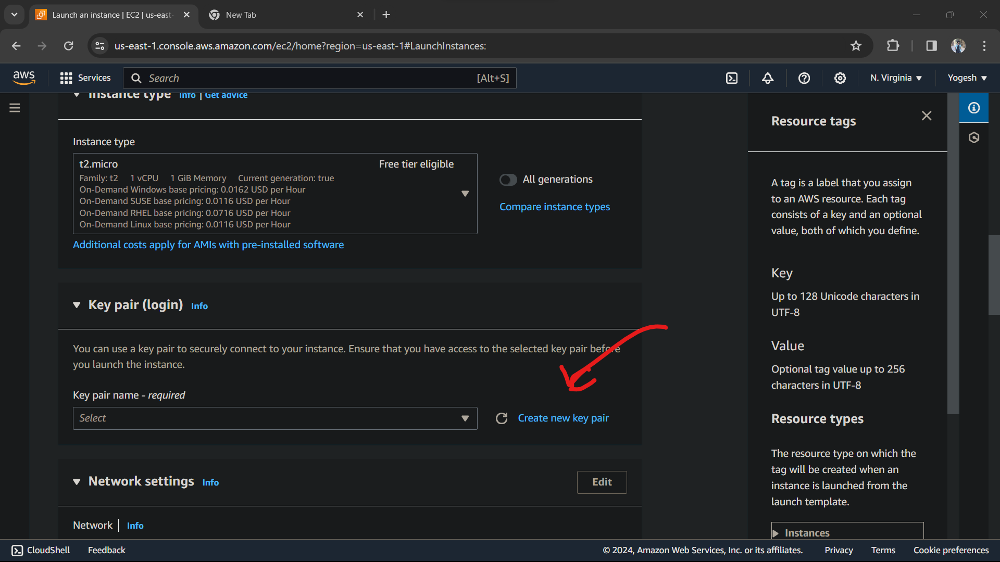 Launch an instance | EC2 | us-east-
New Tab
us-east-1.console.aws.amazon.com/ec2/home?region=us-east-1#LaunchInstances:
aws
Services
Search
[Alt+S]
N. Virginia
Yogesh
Instance type Info | Get advice
Instance type
t2.micro
Free tier eligible
Family: t2 1 vCPU 1 GiB Memory Current generation: true
On-Demand Windows base pricing: 0.0162 USD per Hour
On-Demand SUSE base pricing: 0.0116 USD per Hour
On-Demand RHEL base pricing: 0.0716 USD per Hour
On-Demand Linux base pricing: 0.0116 USD per Hour
All generations
Compare instance types
Additional costs apply for AMIs with pre-installed software
Key pair (login) Info
You can use a key pair to securely connect to your instance. Ensure that you have access to the selected key pair before
you launch the instance.
Key pair name - required
Select
Create new key pair
Network settings Info
Edit
Network Info
Resource tags
A tag is a label that you assign
to an AWS resource. Each tag
consists of a key and an optional
value, both of which you define.
Key
Up to 128 Unicode characters in
UTF-8
Value
Optional tag value up to 256
characters in UTF-8
Resource types
The resource type on which the
tag will be created when an
instance is launched from the
launch template.
Instances
CloudShell
Feedback
© 2024, Amazon Web Services, Inc. or its affiliates.
Privacy
Terms
Cookie preferences